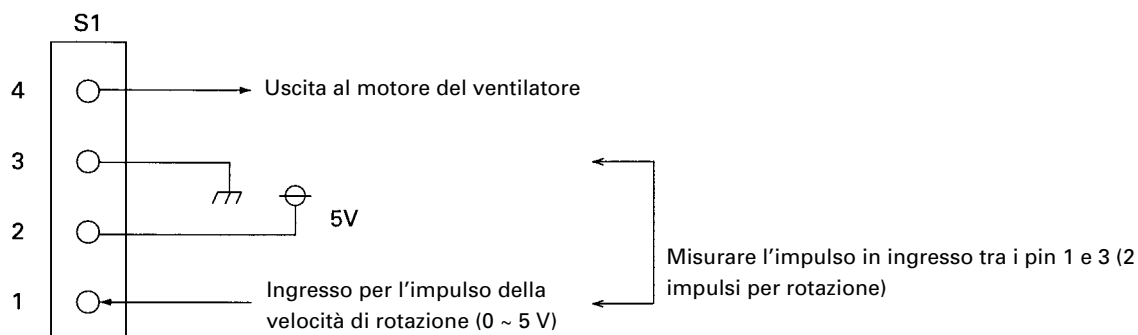 S1
4
Uscita al motore del ventilatore
3
2
5V
1
Ingresso per l'impulso della
velocità di rotazione (0 ~ 5 V)
Misurare l'impulso in ingresso tra i pin 1 e 3 (2
impulsi per rotazione)